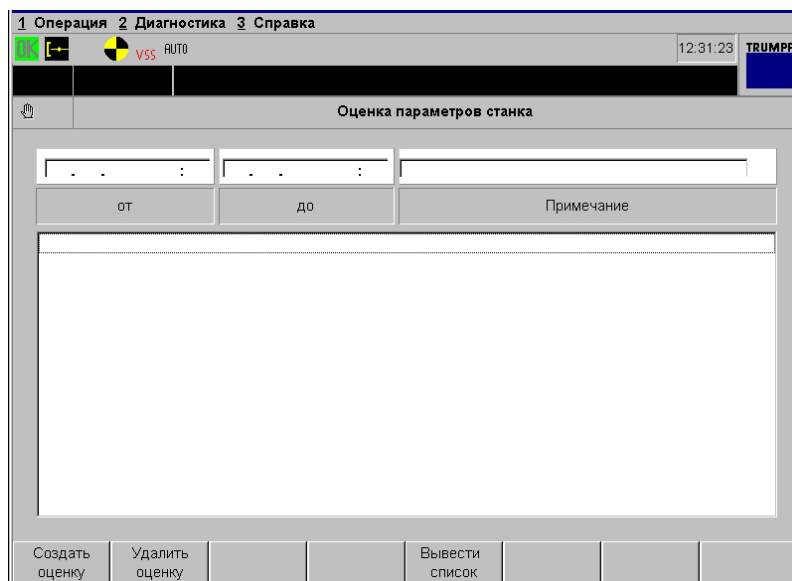 1 Операция 2 Диагностика 3 Справка
OK VSS AUTO 12:31:23 TRUMPF
Оценка параметров станка
. . : . . :
от до Примечание
Создать оценку
Удалить оценку
Вывести список